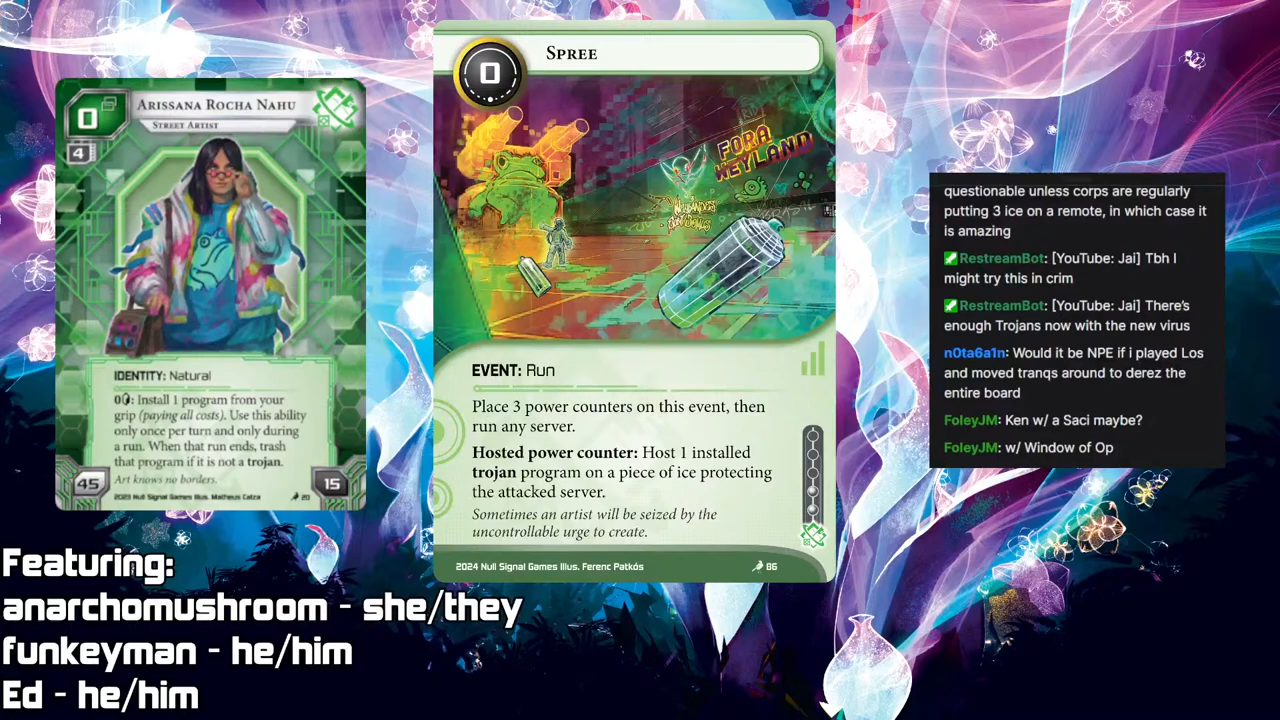 0
ARISSANA ROCHA NAHU
STREET ARTIST
4
IDENTITY: Natural
0: Install 1 program from your
grip (paying all costs). Use this ability
only once per turn and only during
a run. When that run ends, trash
that program if it is not a trojan.
Art knows no borders.
45
2023 Null Signal Games Illus. Matheus Calza
20
15
0
SPREE
FORA
WEYLAND
EVENT: Run
Place 3 power counters on this event, then
run any server.
Hosted power counter: Host 1 installed
trojan program on a piece of ice protecting
the attacked server.
Sometimes an artist will be seized by the
uncontrollable urge to create.
2024 Null Signal Games Illus. Ferenc Patkós
86
questionable unless corps are regularly
putting 3 ice on a remote, in which case it
is amazing
RestreamBot: [YouTube: Jai] Tbh I
might try this in crim
RestreamBot: [YouTube: Jai] There's
enough Trojans now with the new virus
n0ta6a1n: Would it be NPE if i played Los
and moved tranqs around to derez the
entire board
FoleyJM: Ken w/ a Saci maybe?
FoleyJM: w/ Window of Op
Featuring:
anarchomushroom - she/they
funkeyman - he/him
Ed - he/him